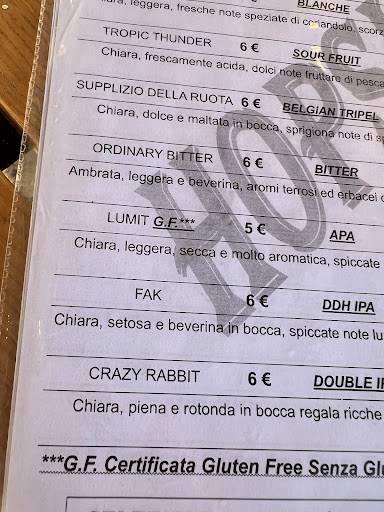 leggera, fresche note speziate di coriandolo,
BLANCHE
TROPIC THUNDER 6 € SOUR FRUIT
Chiara, frescamente acida, dolci note fruttate di pesca
SUPPLIZIO DELLA RUOTA 6 € BELGIAN TRIPEL
Chiara, dolce e maltata in bocca, sprigiona note di
ORDINARY BITTER 6 € BITTER
Ambrata, leggera e beverina, aromi terrosi ed erbacei
LUMIT G.F.*** 5 € APA
Chiara, leggera, secca e molto aromatica, spiccate
FAK 6 € DDH IPA
Chiara, setosa e beverina in bocca, spiccate note
CRAZY RABBIT 6 € DOUBLE
Chiara, piena e rotonda in bocca regala ricche
***G.F. Certificata Gluten Free Senza